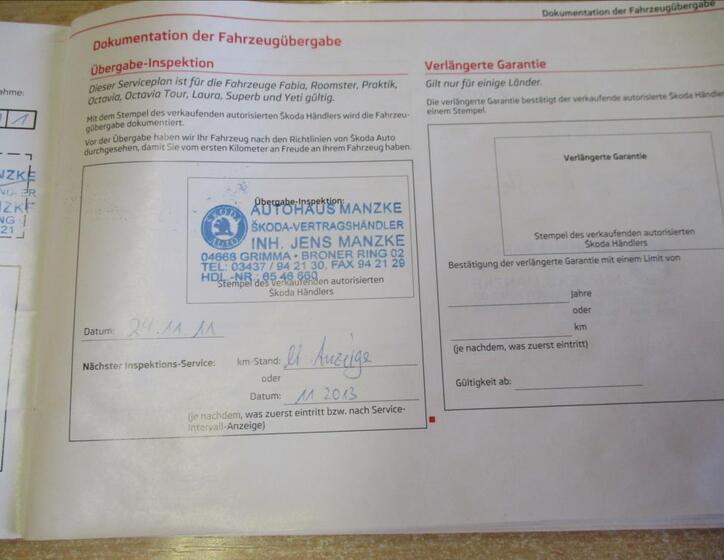 Dokumentation der Fahrzeugübergabe
Dokumentation der Fahrzeugübergabe
Übergabe-Inspektion
Dieser Serviceplan ist für die Fahrzeuge Fabia, Roomster, Praktik,
Octavia, Octavia Tour, Laura, Superb und Yeti gültig.
Mit dem Stempel des verkaufenden autorisierten Škoda Händlers wird die Fahrzeu-
gübergabe dokumentiert.
Vor der Übergabe haben wir Ihr Fahrzeug nach den Richtlinien von Škoda Auto
durchgesehen, damit Sie vom ersten Kilometer an Freude an Ihrem Fahrzeug haben.
Übergabe-Inspektion:
AUTOHAUS MANZKE
ŠKODA-VERTRAGSHÄNDLER
INH. JENS MANZKE
04668 GRIMMA - BRONER RING 02
TEL: 03437 / 94 21 30, FAX 94 21 29
HDL.-NR.: 65 46 660
Stempel des verkaufenden autorisierten
Škoda Händlers
Datum: 24.11.11
Nächster Inspektions-Service:
km-Stand: lt Anzeige
oder
Datum: 11 2013
(je nachdem, was zuerst eintritt bzw. nach Service-
Intervall-Anzeige)
Verlängerte Garantie
Gilt nur für einige Länder.
Die verlängerte Garantie bestätigt der verkaufende autorisierte Škoda Händler
einem Stempel.
Verlängerte Garantie
Stempel des verkaufenden autorisierten
Škoda Händlers
Bestätigung der verlängerten Garantie mit einem Limit von
Jahre
oder
km
(je nachdem, was zuerst eintritt)
Gültigkeit ab: